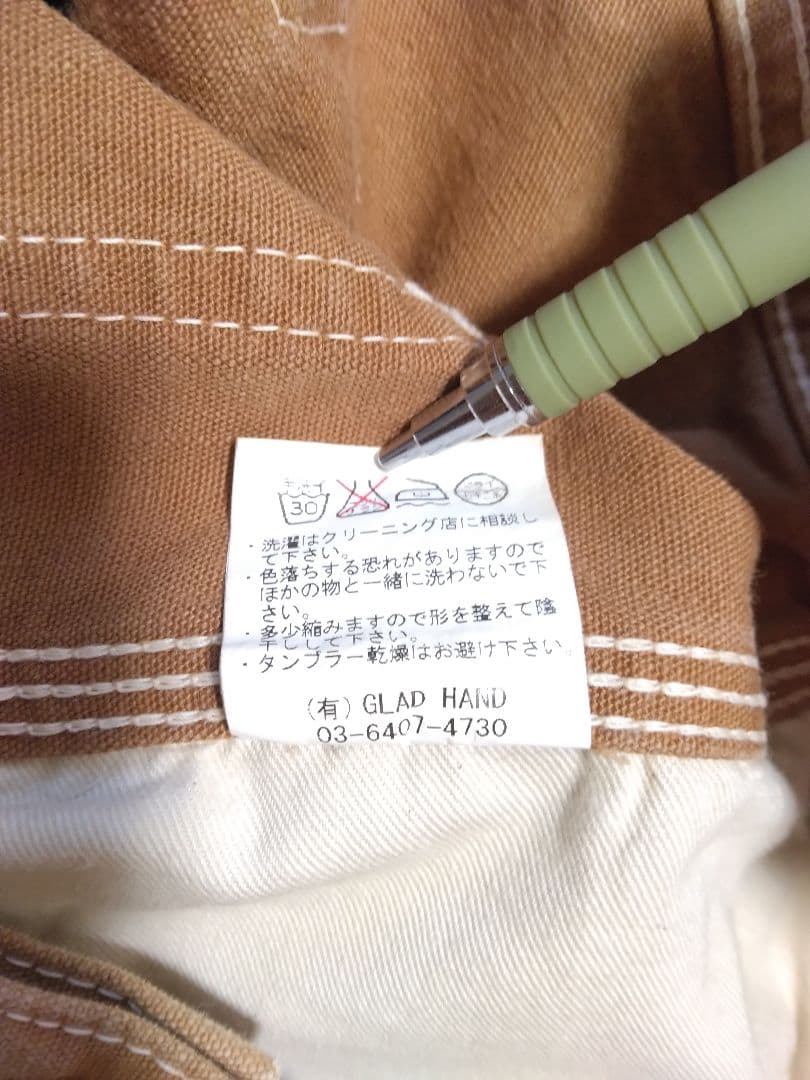 30
・洗濯はクリーニング店に相談し
て下さい。
・色落ちする恐れがありますので
ほかの物と一緒に洗わないで下
さい。
・多少縮みますので形を整えて陰
干しして下さい。
・タンブラー乾燥はお避け下さい。
(有) GLAD HAND
03-6407-4730